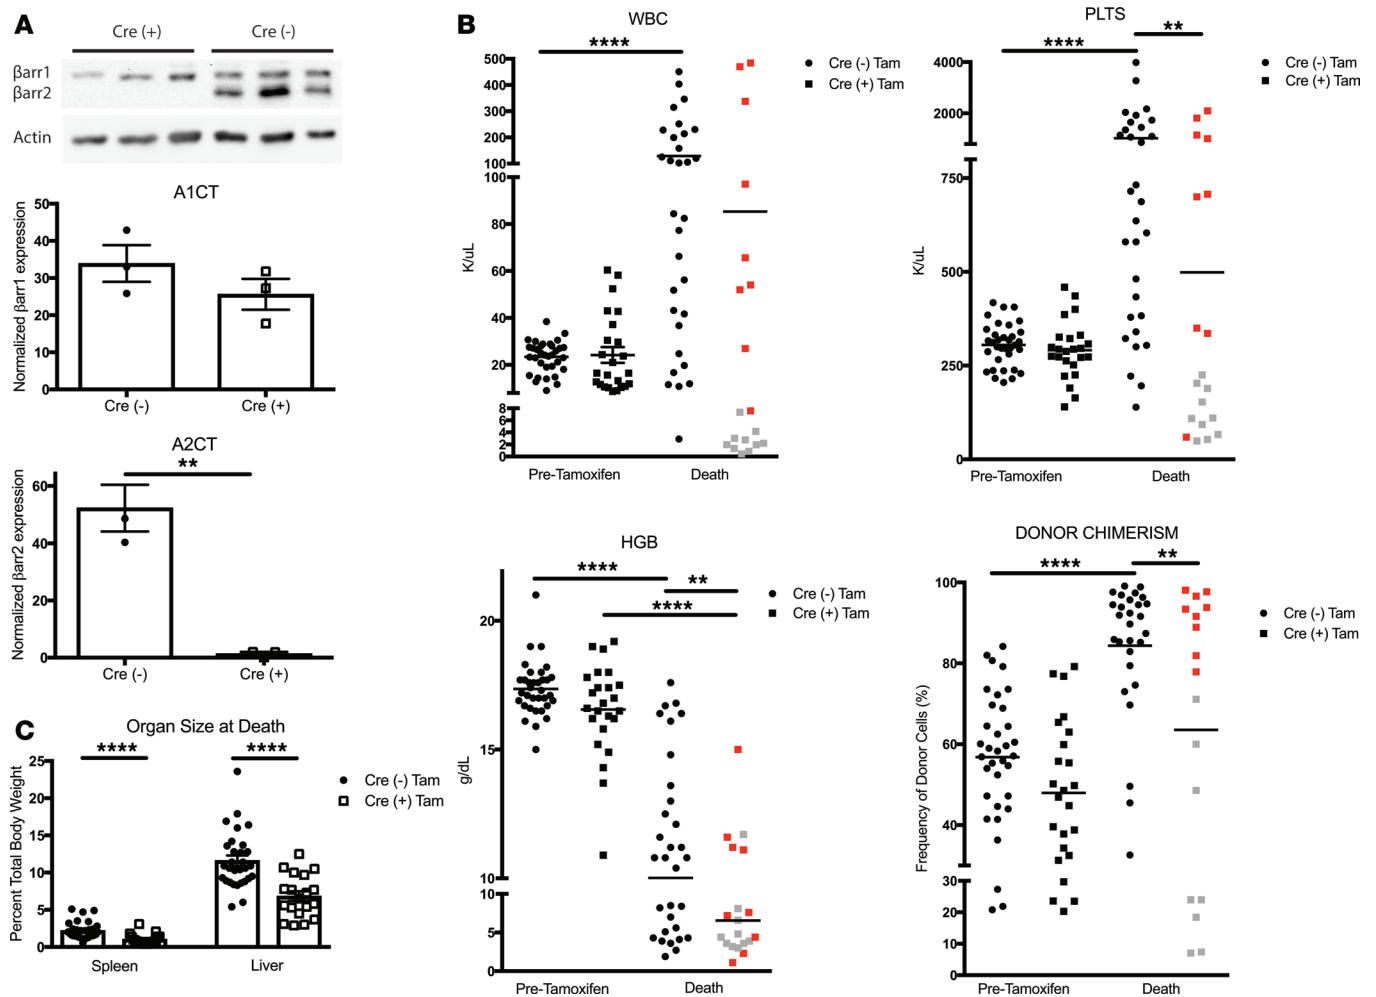 A
Cre (+)
Cre (-)
βarr1
βarr2
Actin
A1CT
Normalized βarr1 expression
50
40
30
20
10
0
Cre (-)
Cre (+)
A2CT
**
Normalized βarr2 expression
60
40
20
0
Cre (-)
Cre (+)
C
Organ Size at Death
****
****
Percent Total Body Weight
25
20
15
10
5
0
Spleen
Liver
Cre (-) Tam
Cre (+) Tam
B
WBC
****
K/uL
500
400
300
200
100
100
80
60
40
20
8
6
4
2
0
Pre-Tamoxifen
Death
Cre (-) Tam
Cre (+) Tam
PLTS
****
**
K/uL
4000
2000
750
500
250
0
Pre-Tamoxifen
Death
Cre (-) Tam
Cre (+) Tam
HGB
****
**
****
g/dL
20
15
10
10
5
0
Pre-Tamoxifen
Death
Cre (-) Tam
Cre (+) Tam
DONOR CHIMERISM
****
**
Frequency of Donor Cells (%)
100
80
60
40
30
20
10
0
Pre-Tamoxifen
Death
Cre (-) Tam
Cre (+) Tam